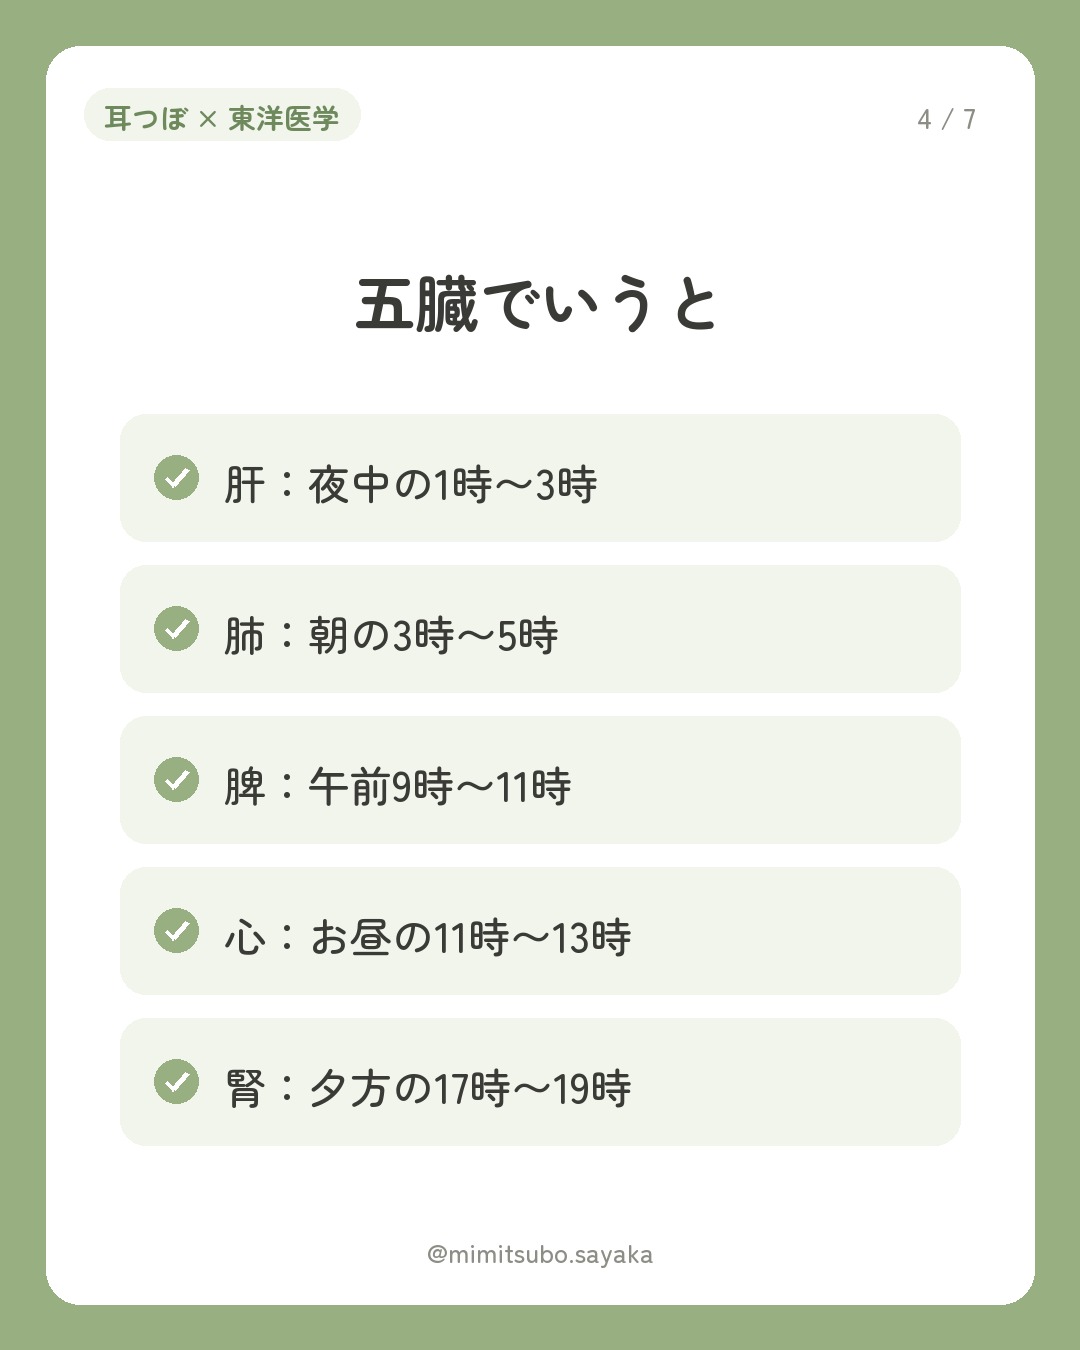 耳つぼ × 東洋医学
4 / 7
五臓でいうと
肝：夜中の1時〜3時
肺：朝の3時〜5時
脾：午前9時〜11時
心：お昼の11時〜13時
腎：夕方の17時〜19時
@mimitsubo.sayaka